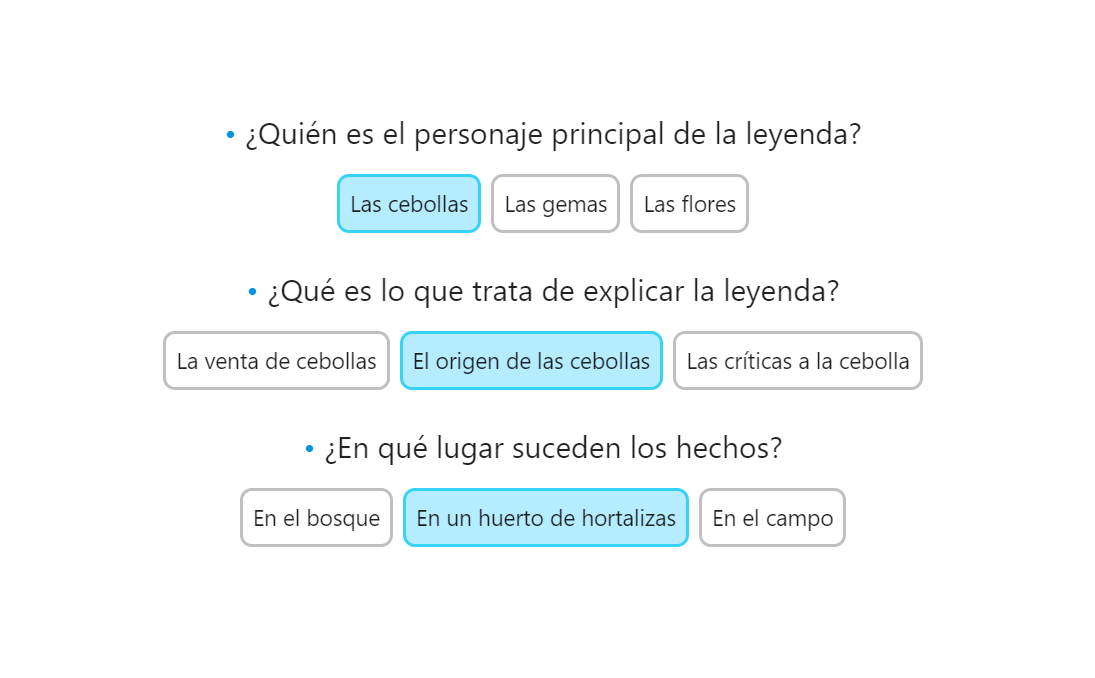 • ¿Quién es el personaje principal de la leyenda?
Las cebollas Las gemas Las flores
• ¿Qué es lo que trata de explicar la leyenda?
La venta de cebollas El origen de las cebollas Las críticas a la cebolla
• ¿En qué lugar suceden los hechos?
En el bosque En un huerto de hortalizas En el campo